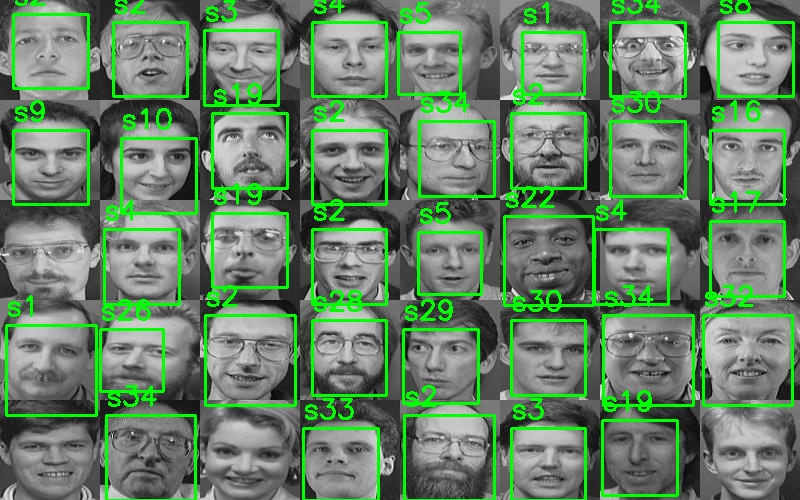 s2 s2 s3 s4 s5 s1 s34 s8
s9 s10 s19 s2 s34 s2 s30 s16
s4 s19 s2 s5 s22 s4 s17
s1 s26 s2 s28 s29 s30 s34 s32
s34 s33 s2 s3 s19